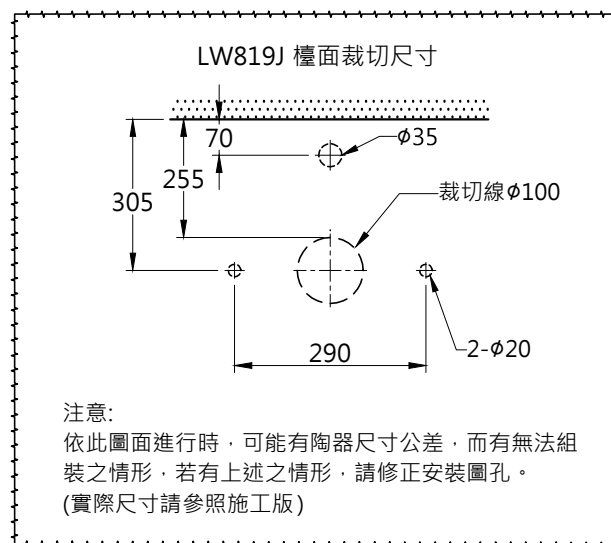 LW819J 檯面裁切尺寸
70
ϕ35
255
305
裁切線ϕ100
290
2-ϕ20
注意:
依此圖面進行時，可能有陶器尺寸公差，而有無法組
裝之情形，若有上述之情形，請修正安裝圖孔。
(實際尺寸請參照施工版)